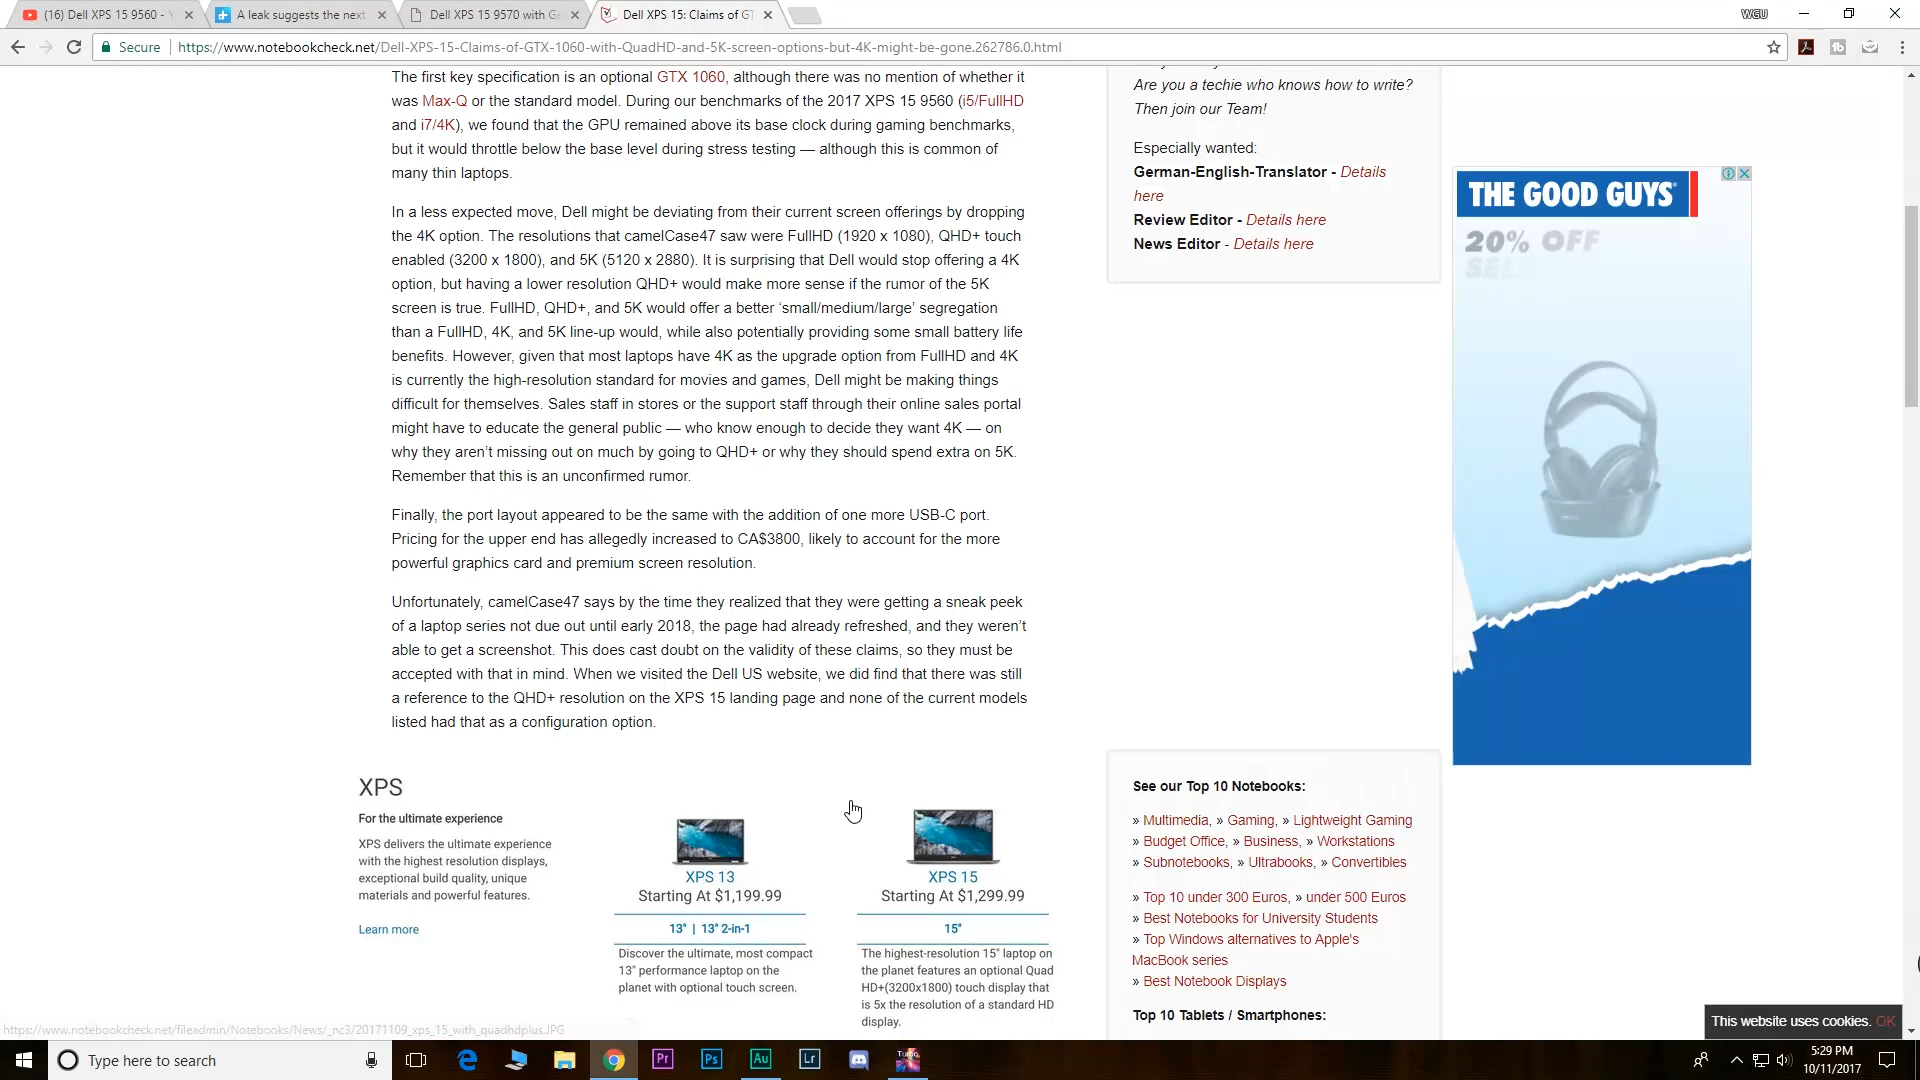 (16) Dell XPS 15 9560 - Y
A leak suggests the next
Dell XPS 15 9570 with Ge
Dell XPS 15: Claims of GT
WGU
Secure
https://www.notebookcheck.net/Dell-XPS-15-Claims-of-GTX-1060-with-QuadHD-and-5K-screen-options-but-4K-might-be-gone.262786.0.html
The first key specification is an optional GTX 1060, although there was no mention of whether it
was Max-Q or the standard model. During our benchmarks of the 2017 XPS 15 9560 (i5/FullHD
and i7/4K), we found that the GPU remained above its base clock during gaming benchmarks,
but it would throttle below the base level during stress testing — although this is common of
many thin laptops.
In a less expected move, Dell might be deviating from their current screen offerings by dropping
the 4K option. The resolutions that camelCase47 saw were FullHD (1920 x 1080), QHD+ touch
enabled (3200 x 1800), and 5K (5120 x 2880). It is surprising that Dell would stop offering a 4K
option, but having a lower resolution QHD+ would make more sense if the rumor of the 5K
screen is true. FullHD, QHD+, and 5K would offer a better ‘small/medium/large’ segregation
than a FullHD, 4K, and 5K line-up would, while also potentially providing some small battery life
benefits. However, given that most laptops have 4K as the upgrade option from FullHD and 4K
is currently the high-resolution standard for movies and games, Dell might be making things
difficult for themselves. Sales staff in stores or the support staff through their online sales portal
might have to educate the general public — who know enough to decide they want 4K — on
why they aren’t missing out on much by going to QHD+ or why they should spend extra on 5K.
Remember that this is an unconfirmed rumor.
Finally, the port layout appeared to be the same with the addition of one more USB-C port.
Pricing for the upper end has allegedly increased to CA$3800, likely to account for the more
powerful graphics card and premium screen resolution.
Unfortunately, camelCase47 says by the time they realized that they were getting a sneak peek
of a laptop series not due out until early 2018, the page had already refreshed, and they weren’t
able to get a screenshot. This does cast doubt on the validity of these claims, so they must be
accepted with that in mind. When we visited the Dell US website, we did find that there was still
a reference to the QHD+ resolution on the XPS 15 landing page and none of the current models
listed had that as a configuration option.
XPS
For the ultimate experience
XPS delivers the ultimate experience
with the highest resolution displays,
exceptional build quality, unique
materials and powerful features.
Learn more
XPS 13
Starting At $1,199.99
13" | 13" 2-in-1
Discover the ultimate, most compact
13" performance laptop on the
planet with optional touch screen.
XPS 15
Starting At $1,299.99
15"
The highest-resolution 15" laptop on
the planet features an optional Quad
HD+(3200x1800) touch display that
is 5x the resolution of a standard HD
display.
Are you a techie who knows how to write?
Then join our Team!
Especially wanted:
German-English-Translator - Details
here
Review Editor - Details here
News Editor - Details here
See our Top 10 Notebooks:
» Multimedia, » Gaming, » Lightweight Gaming
» Budget Office, » Business, » Workstations
» Subnotebooks, » Ultrabooks, » Convertibles
» Top 10 under 300 Euros, » under 500 Euros
» Best Notebooks for University Students
» Top Windows alternatives to Apple's
MacBook series
» Best Notebook Displays
Top 10 Tablets / Smartphones:
THE GOOD GUYS
20% OFF
SELE
This website uses cookies. OK
https://www.notebookcheck.net/fileadmin/Notebooks/News/_nc3/20171109_xps_15_with_quadhdplus.JPG
Type here to search
Pr
Ps
Au
Lr
5:29 PM
10/11/2017